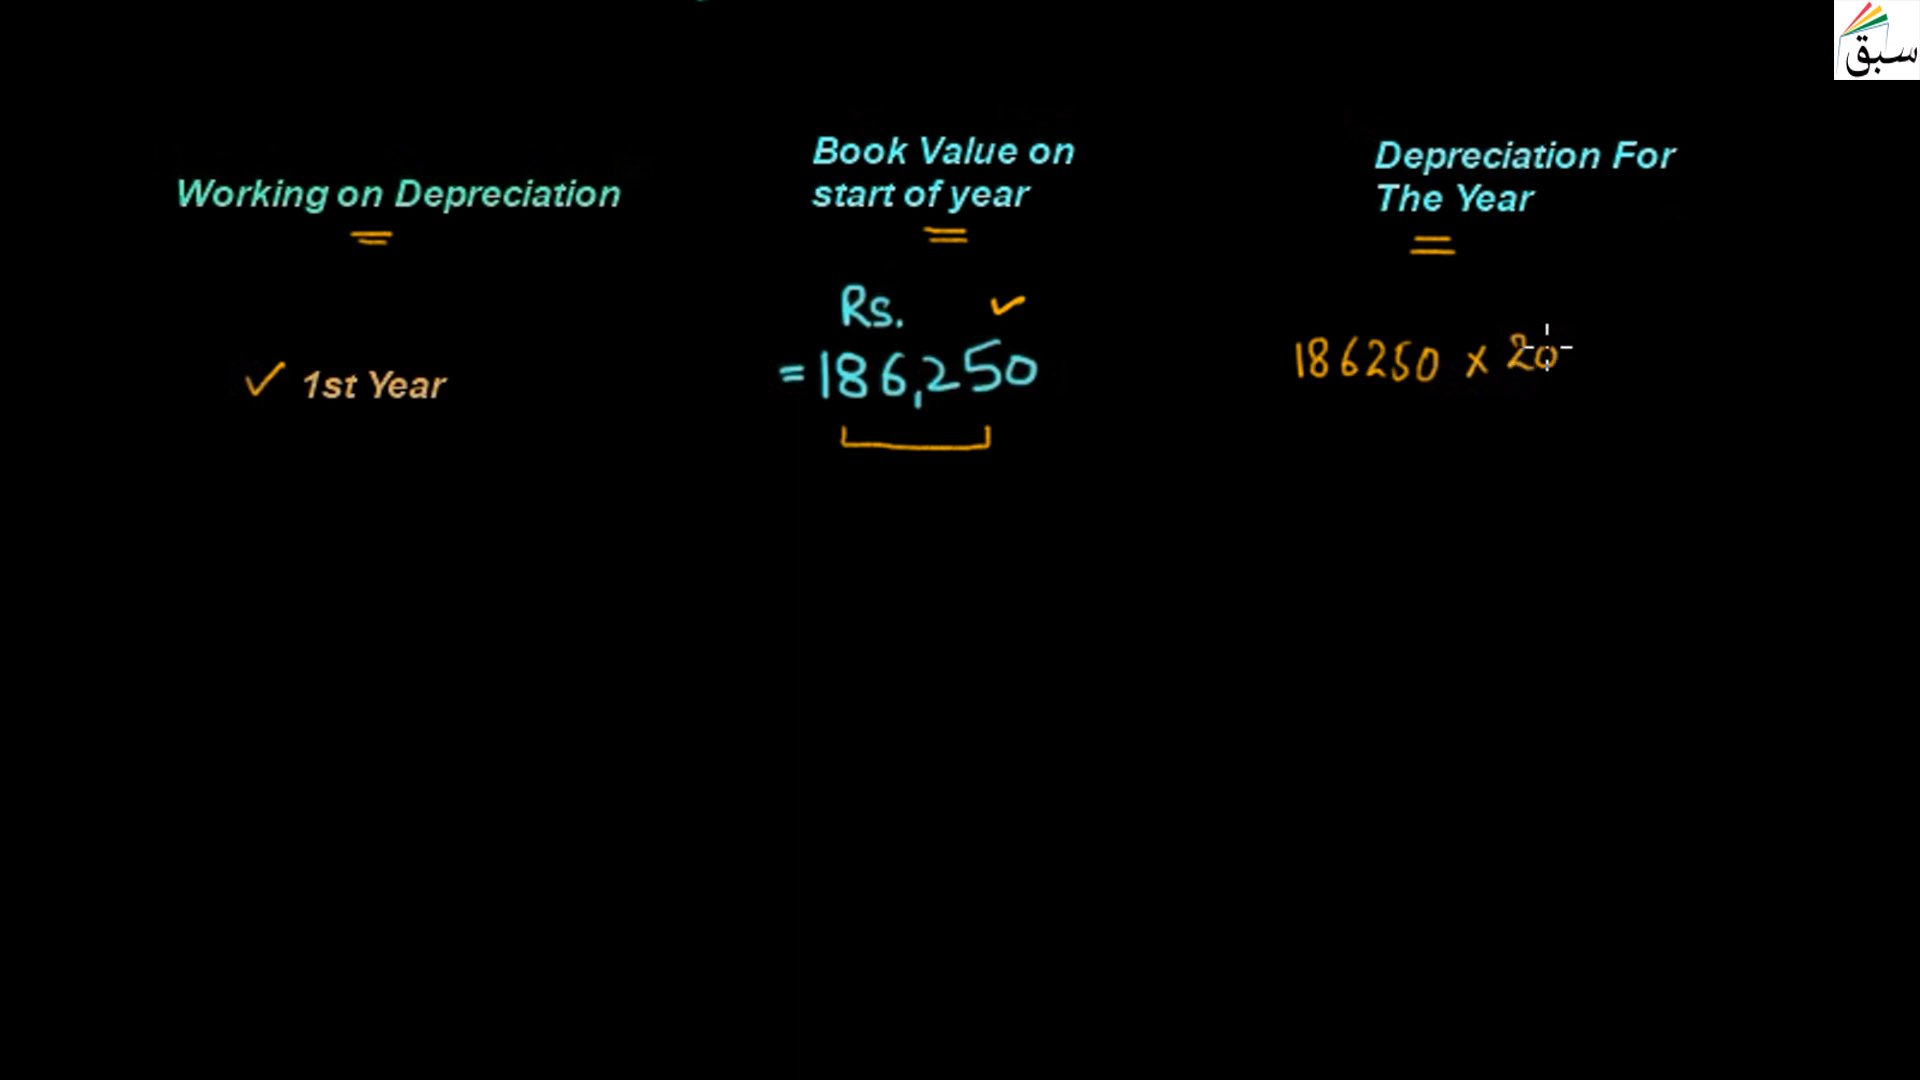 سبق
Working on Depreciation
Book Value on
start of year
Depreciation For
The Year
Rs.
1st Year
=186,250
186250 x 20